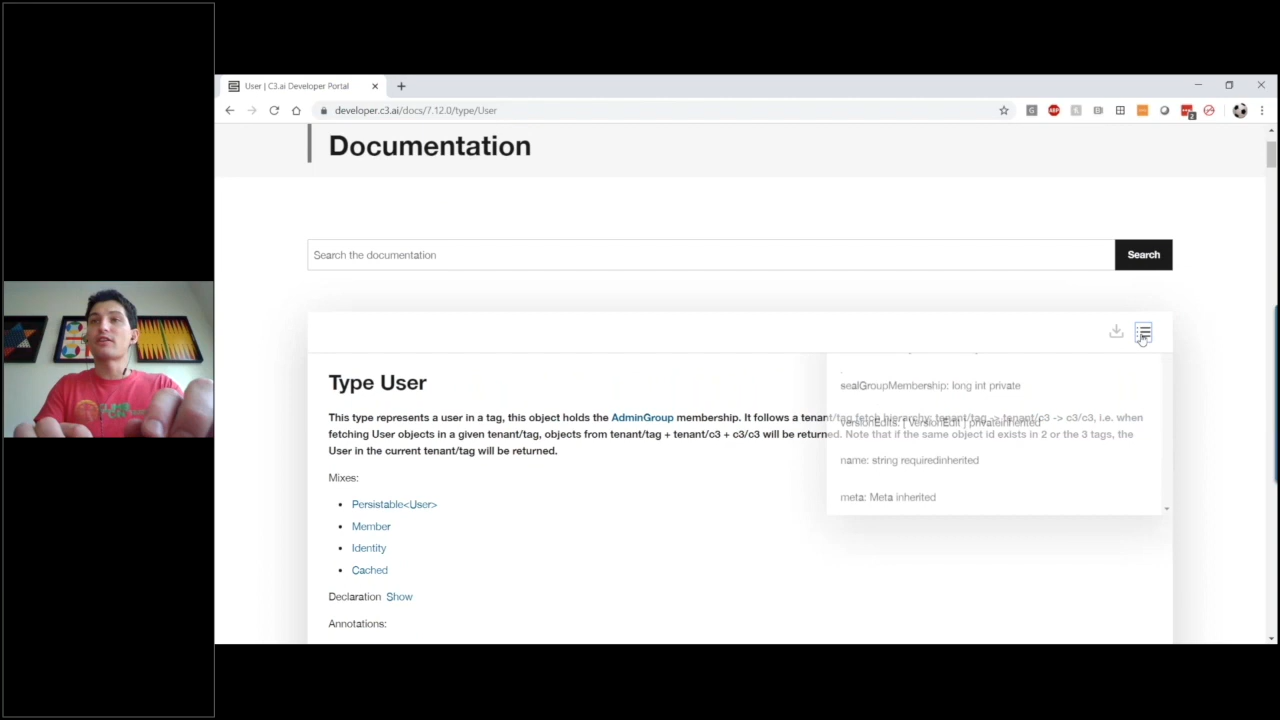 User | C3.ai Developer Portal
developer.c3.ai/docs/7.12.0/type/User
Documentation
Search the documentation
Search
Type User
This type represents a user in a tag, this object holds the AdminGroup membership. It follows a tenant/tag fetch hierarchy: tenant/tag -> tenant/c3 -> c3/c3, i.e. when
fetching User objects in a given tenant/tag, objects from tenant/tag + tenant/c3 + c3/c3 will be returned. Note that if the same object id exists in 2 or the 3 tags, the
User in the current tenant/tag will be returned.
sealGroupMembership: long int private
versionEdits: [ VersionEdit ] privateinherited
name: string requiredinherited
meta: Meta inherited
Mixes:
Persistable<User>
Member
Identity
Cached
Declaration Show
Annotations: